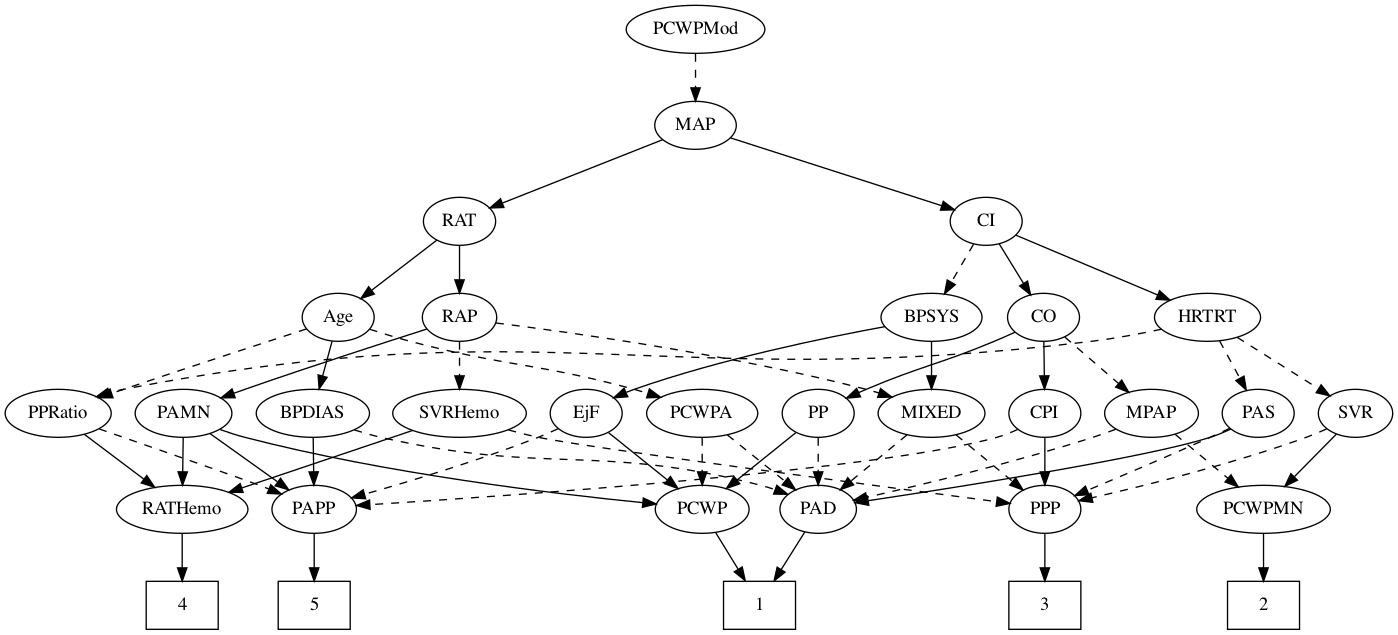 PCWPMod
MAP
RAT
CI
Age
RAP
BPSYS
CO
HRTRT
PPRatio
PAMN
BPDIAS
SVRHemo
EjF
PCWPA
PP
MIXED
CPI
MPAP
PAS
SVR
RATHemo
PAPP
PCWP
PAD
PPP
PCWPMN
4
5
1
3
2